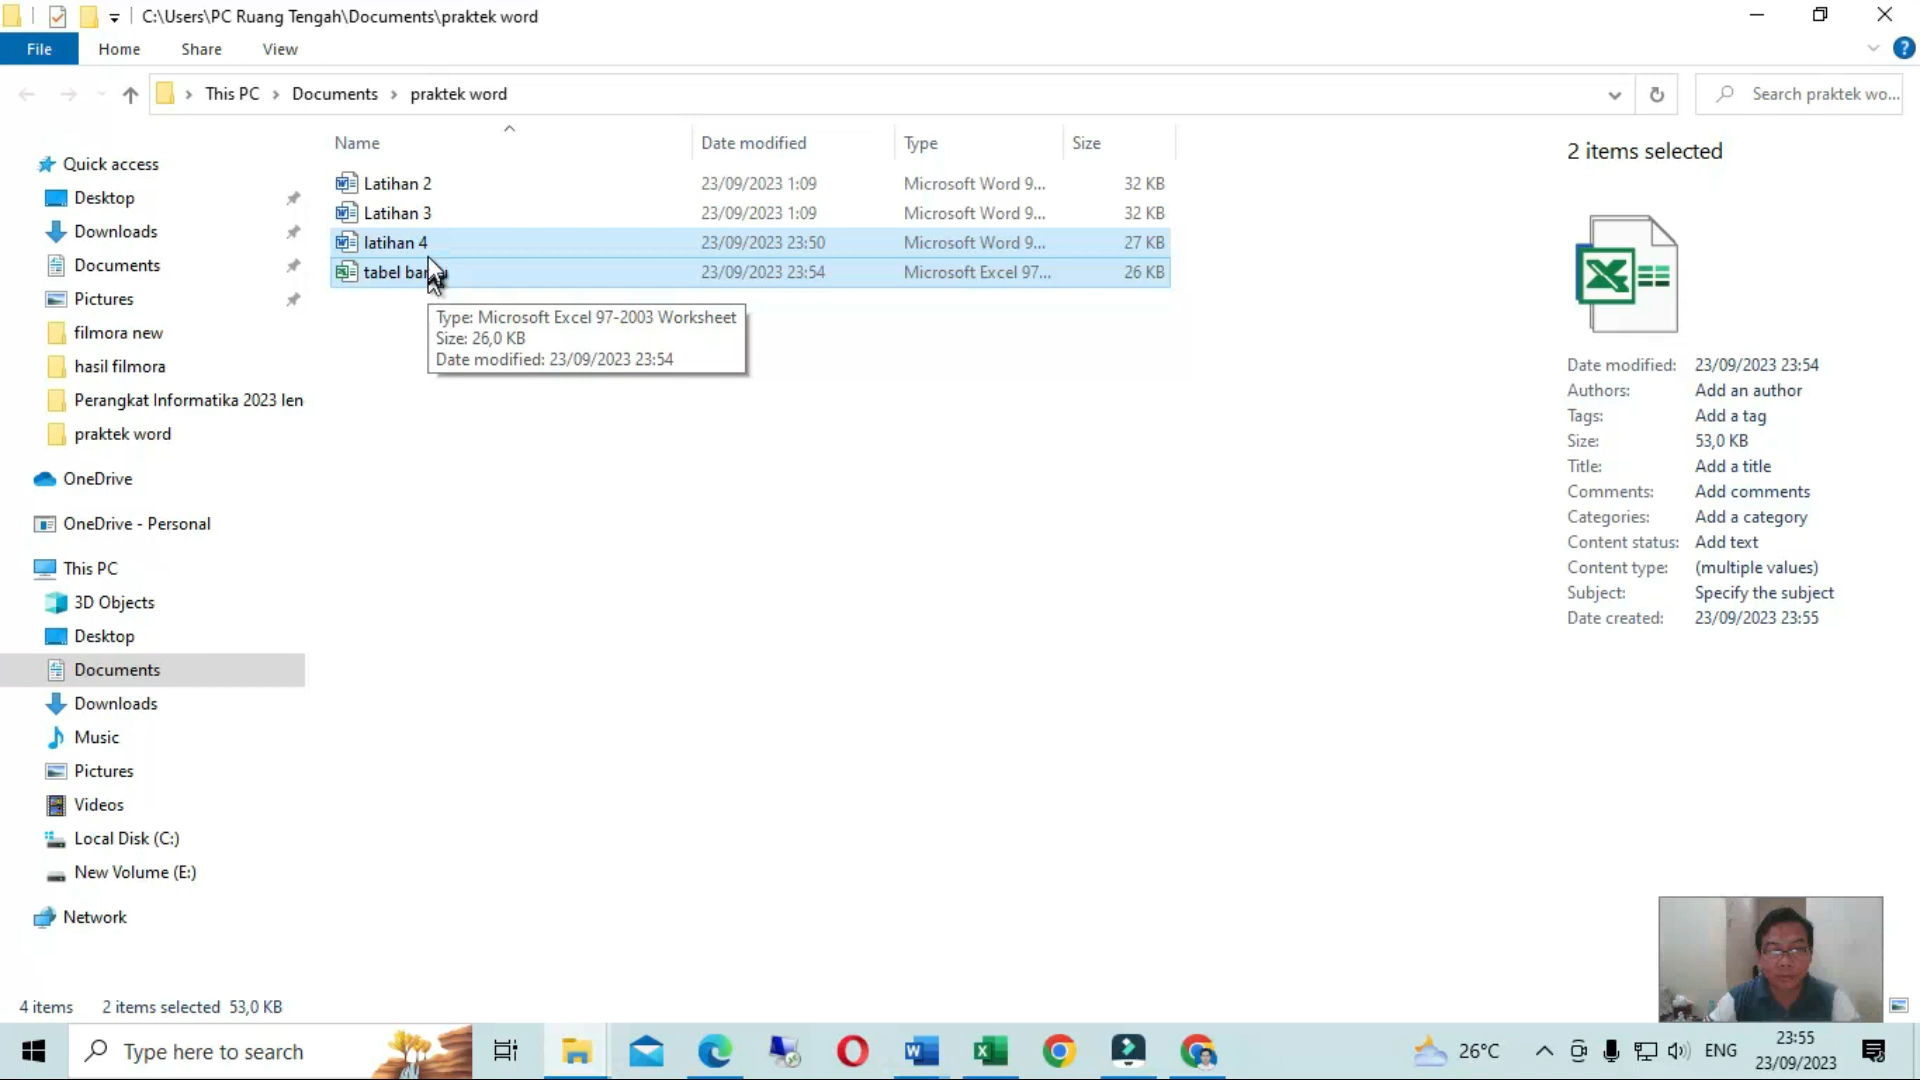 C:\Users\PC Ruang Tengah\Documents\praktek word
File Home Share View
This PC Documents praktek word
Search praktek wo...
Name Date modified Type Size
Latihan 2 23/09/2023 1:09 Microsoft Word 9... 32 KB
Latihan 3 23/09/2023 1:09 Microsoft Word 9... 32 KB
latihan 4 23/09/2023 23:50 Microsoft Word 9... 27 KB
tabel 23/09/2023 23:54 Microsoft Excel 97... 26 KB
Type: Microsoft Excel 97-2003 Worksheet
Size: 26,0 KB
Date modified: 23/09/2023 23:54
Quick access
Desktop
Downloads
Documents
Pictures
filmora new
hasil filmora
Perangkat Informatika 2023 len
praktek word
OneDrive
OneDrive - Personal
This PC
3D Objects
Desktop
Documents
Downloads
Music
Pictures
Videos
Local Disk (C:)
New Volume (E:)
Network
2 items selected
Date modified: 23/09/2023 23:54
Authors: Add an author
Tags: Add a tag
Size: 53,0 KB
Title: Add a title
Comments: Add comments
Categories: Add a category
Content status: Add text
Content type: (multiple values)
Subject: Specify the subject
Date created: 23/09/2023 23:55
4 items 2 items selected 53,0 KB
Type here to search
26°C
ENG
23:55
23/09/2023